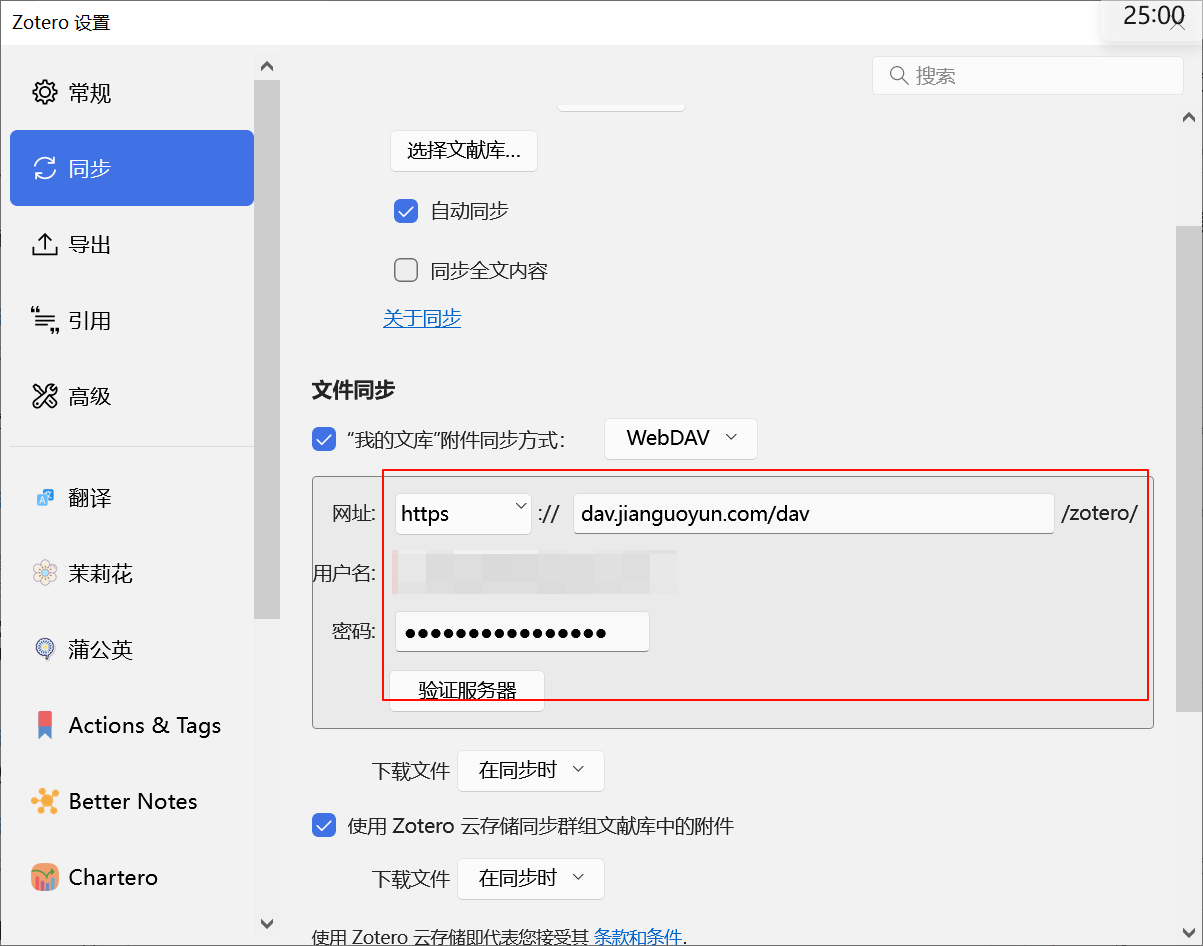 Zotero 设置
25:00
搜索
常规
同步
导出
引用
高级
翻译
茉莉花
蒲公英
Actions & Tags
Better Notes
Chartero
选择文献库...
自动同步
同步全文内容
关于同步
文件同步
“我的文库”附件同步方式： WebDAV
网址: https :// dav.jianguoyun.com/dav /zotero/
用户名:
密码: ●●●●●●●●●●●●●●●●
验证服务器
下载文件 在同步时
使用 Zotero 云存储同步群组文献库中的附件
下载文件 在同步时
使用 Zotero 云存储即代表您接受其 条款和条件.